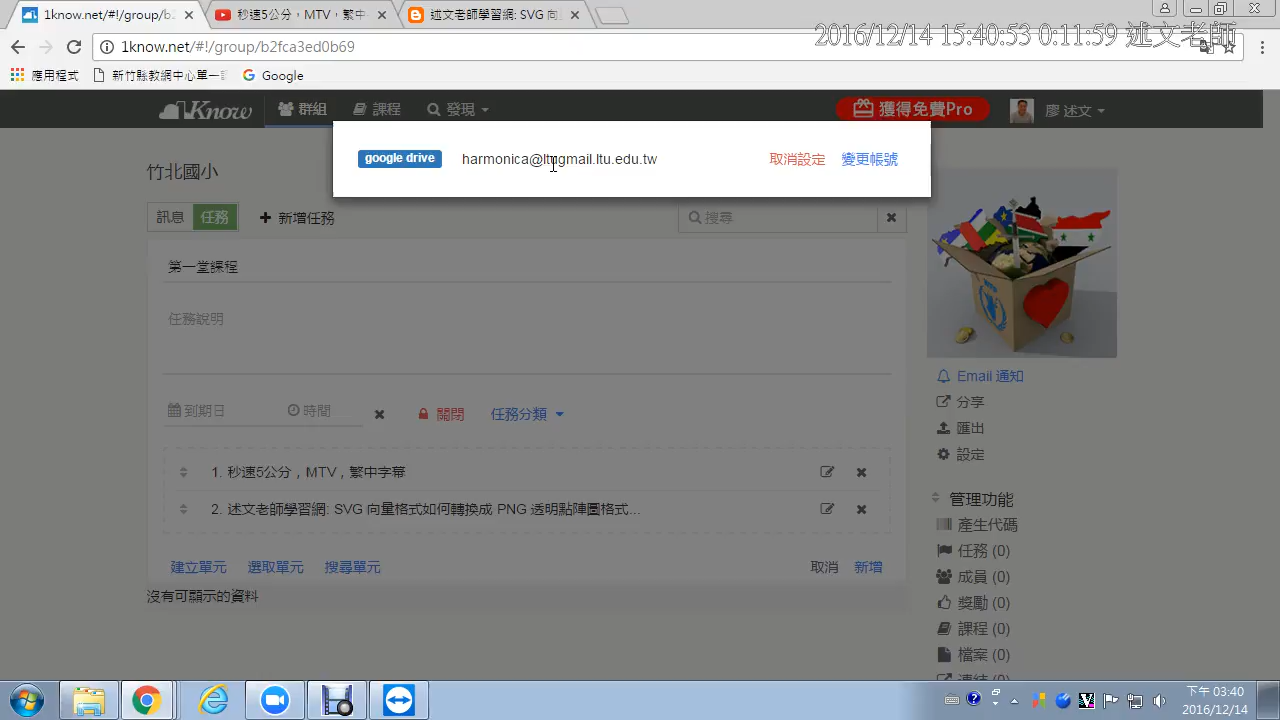 1know.net/#!/group/b2
秒速5公分，MTV，繁中
述文老師學習網: SVG 向
2016/12/14 15:40:53 0:11:59 述文老師
1know.net/#!/group/b2fca3ed0b69
應用程式
新竹縣教網中心單一
Google
1Know
群組
課程
發現
獲得免費Pro
廖 述文
google drive
harmonica@ltugmail.ltu.edu.tw
取消設定
變更帳號
竹北國小
訊息
任務
新增任務
搜尋
第一堂課程
任務說明
到期日
時間
關閉
任務分類
1. 秒速5公分，MTV，繁中字幕
2. 述文老師學習網: SVG 向量格式如何轉換成 PNG 透明點陣圖格式...
建立單元
選取單元
搜尋單元
取消
新增
沒有可顯示的資料
Email 通知
分享
匯出
設定
管理功能
產生代碼
任務 (0)
成員 (0)
獎勵 (0)
課程 (0)
檔案 (0)
下午 03:40
2016/12/14